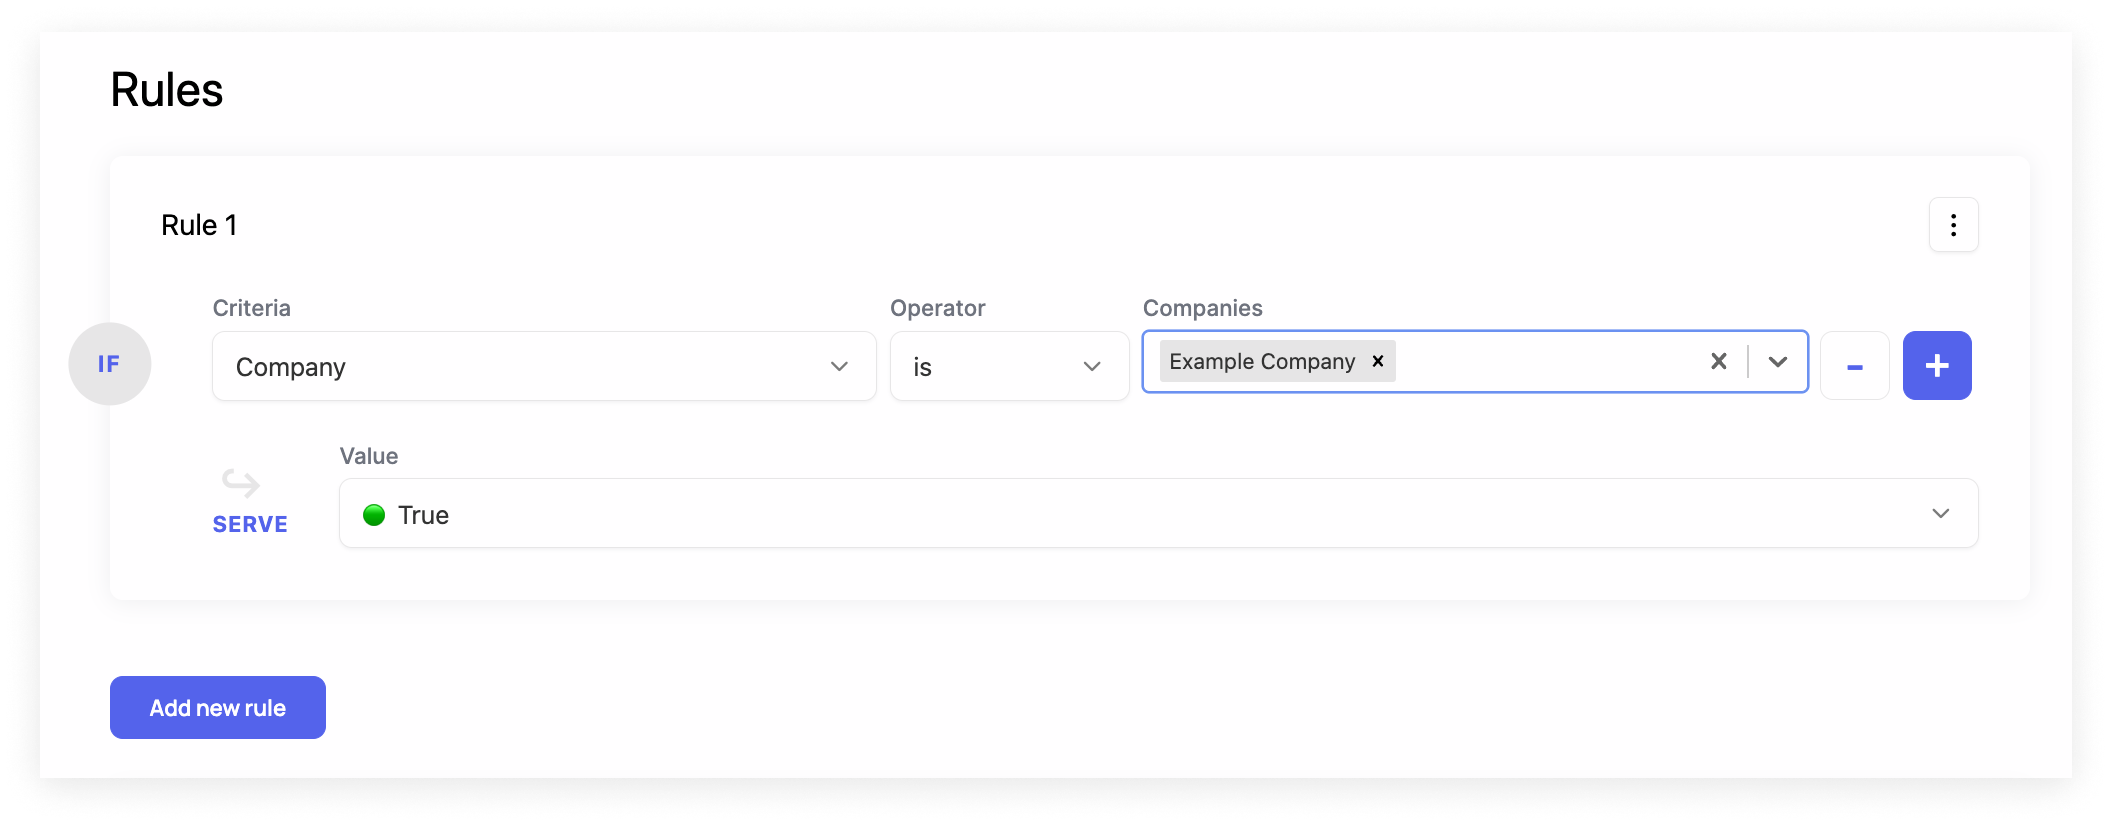 Rules
Rule 1
Criteria
Operator
Companies
IF
Company
is
Example Company
Value
SERVE
True
Add new rule